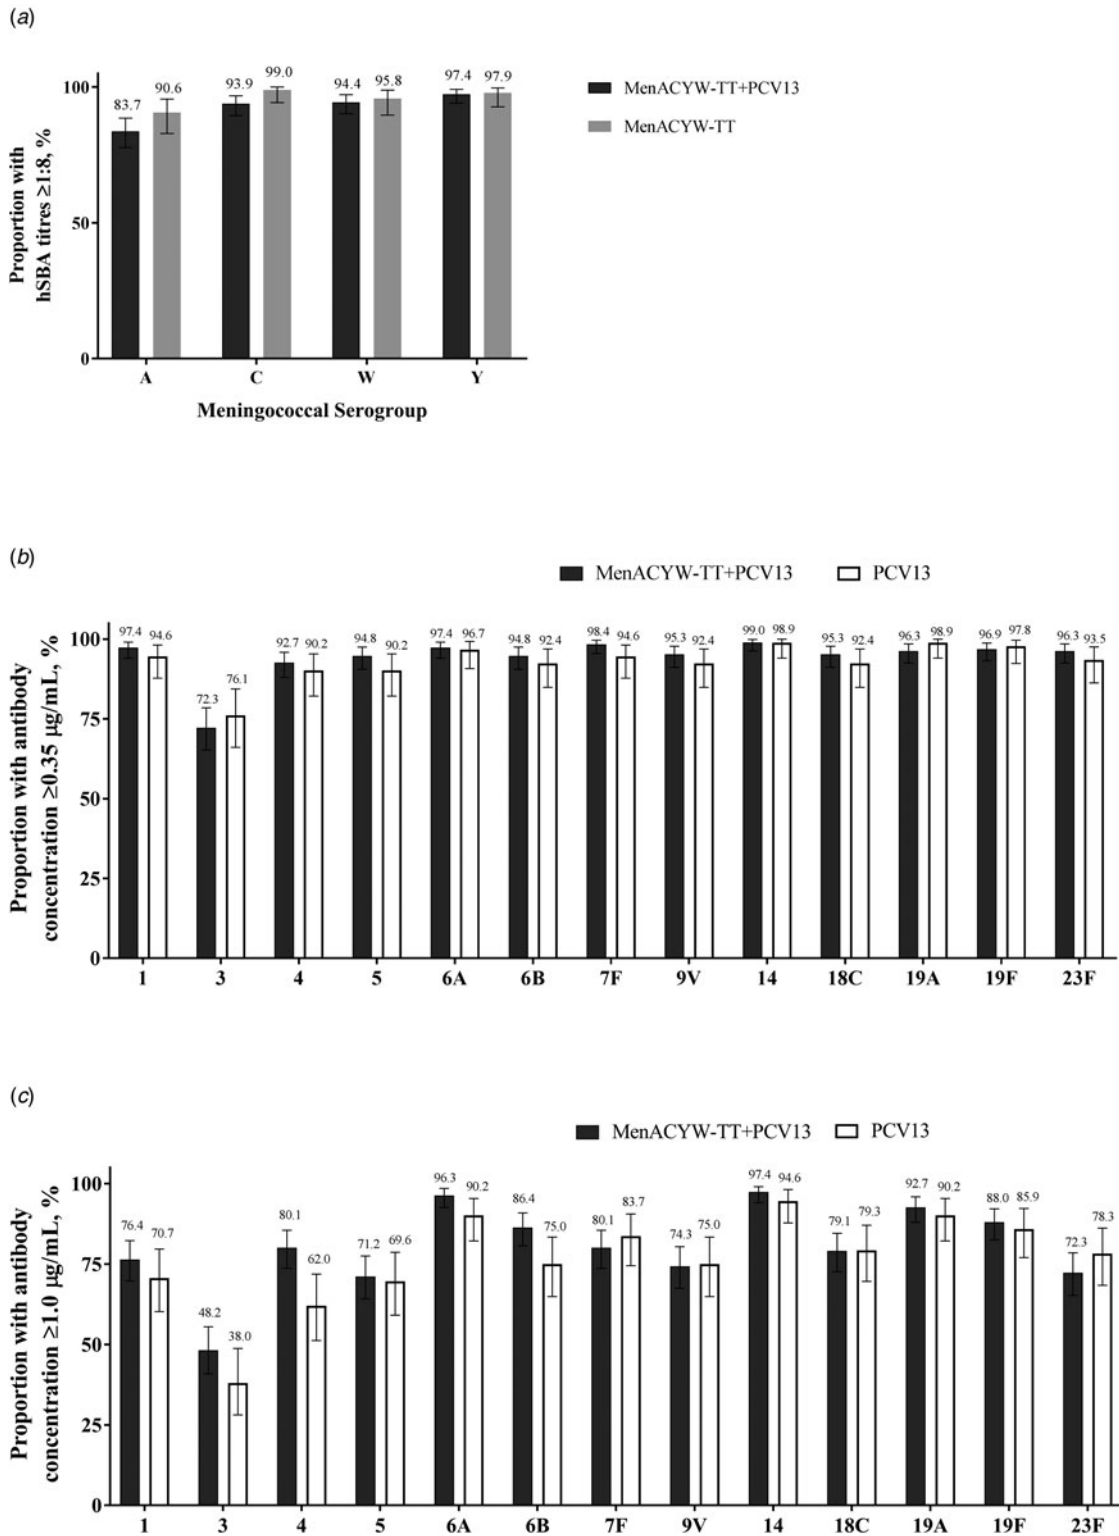 (a)
83.7 90.6 93.9 99.0 94.4 95.8 97.4 97.9
MenACYW-TT+PCV13
MenACYW-TT
Proportion with
hSBA titres ≥1:8, %
100
50
0
A C W Y
Meningococcal Serogroup
(b)
MenACYW-TT+PCV13 PCV13
97.4 94.6 72.3 76.1 92.7 90.2 94.8 90.2 97.4 96.7 94.8 92.4 98.4 94.6 95.3 92.4 99.0 98.9 95.3 92.4 96.3 98.9 96.9 97.8 96.3 93.5
Proportion with antibody
concentration ≥0.35 µg/mL, %
100
75
50
25
0
1 3 4 5 6A 6B 7F 9V 14 18C 19A 19F 23F
(c)
MenACYW-TT+PCV13 PCV13
76.4 70.7 48.2 38.0 80.1 62.0 71.2 69.6 96.3 90.2 86.4 75.0 80.1 83.7 74.3 75.0 97.4 94.6 79.1 79.3 92.7 90.2 88.0 85.9 72.3 78.3
Proportion with antibody
concentration ≥1.0 µg/mL, %
100
75
50
25
0
1 3 4 5 6A 6B 7F 9V 14 18C 19A 19F 23F